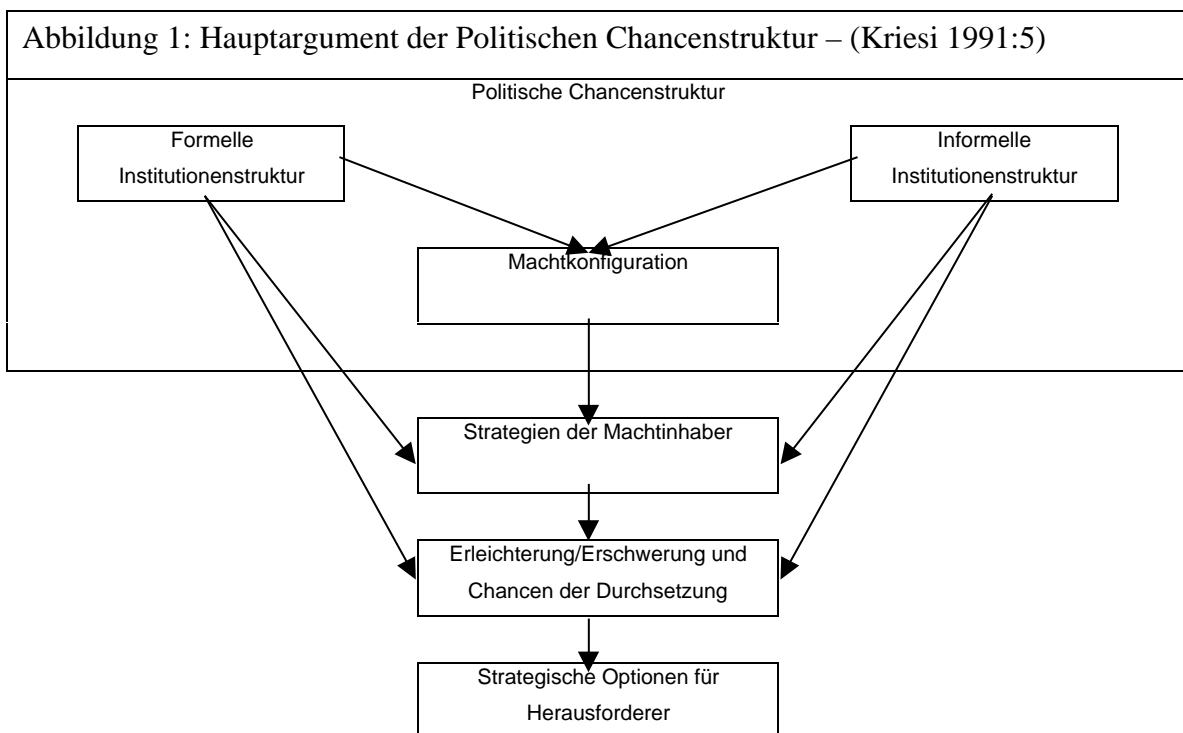 Abbildung 1: Hauptargument der Politischen Chancenstruktur – (Kriesi 1991:5)
Politische Chancenstruktur
Formelle
Institutionenstruktur
Informelle
Institutionenstruktur
Machtkonfiguration
Strategien der Machtinhaber
Erleichterung/Erschwerung und
Chancen der Durchsetzung
Strategische Optionen für
Herausforderer